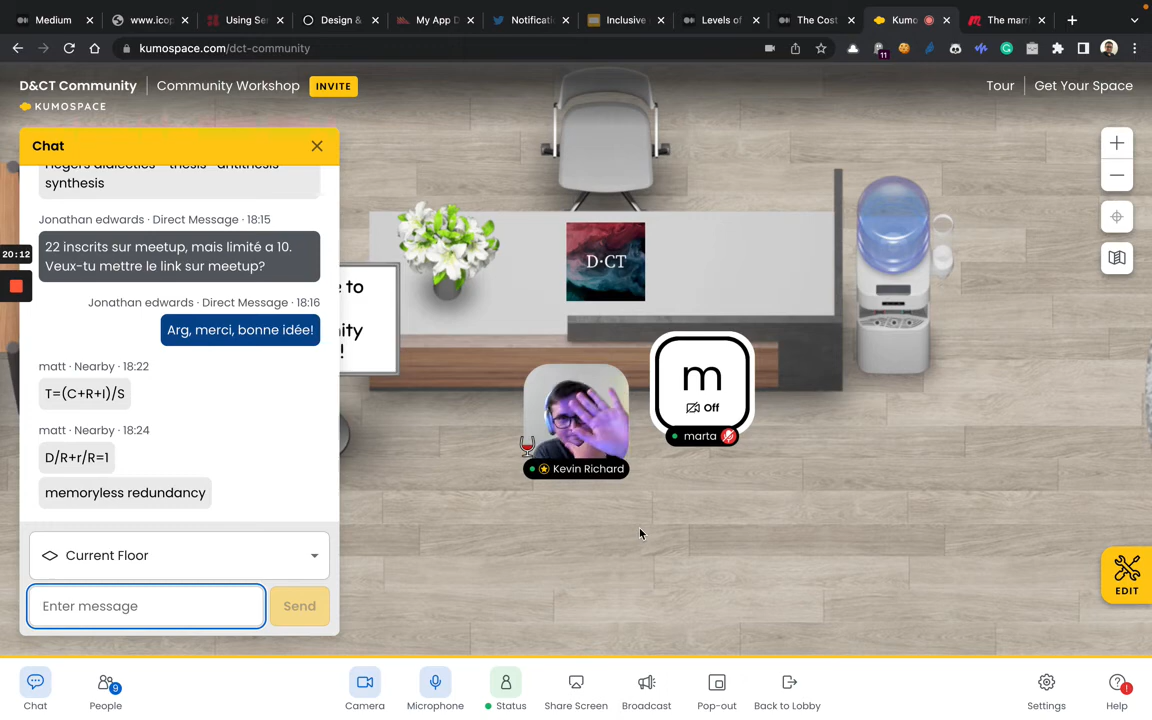 Medium
www.icop
Using Se
Design &
My App D
Notificati
Inclusive
Levels of
The Cost
Kumo
The marr
kumospace.com/dct-community
11
D&CT Community
Community Workshop
INVITE
Tour
Get Your Space
KUMOSPACE
Chat
synthesis
Jonathan edwards · Direct Message · 18:15
22 inscrits sur meetup, mais limité a 10.
Veux-tu mettre le link sur meetup?
20:12
Jonathan edwards · Direct Message · 18:16
Arg, merci, bonne idée!
matt · Nearby · 18:22
T=(C+R+I)/S
matt · Nearby · 18:24
D/R+r/R=1
memoryless redundancy
Current Floor
Enter message
Send
e to
ity
!
D·CT
m
Off
marta
Kevin Richard
EDIT
Chat
9
People
Camera
Microphone
Status
Share Screen
Broadcast
Pop-out
Back to Lobby
Settings
Help